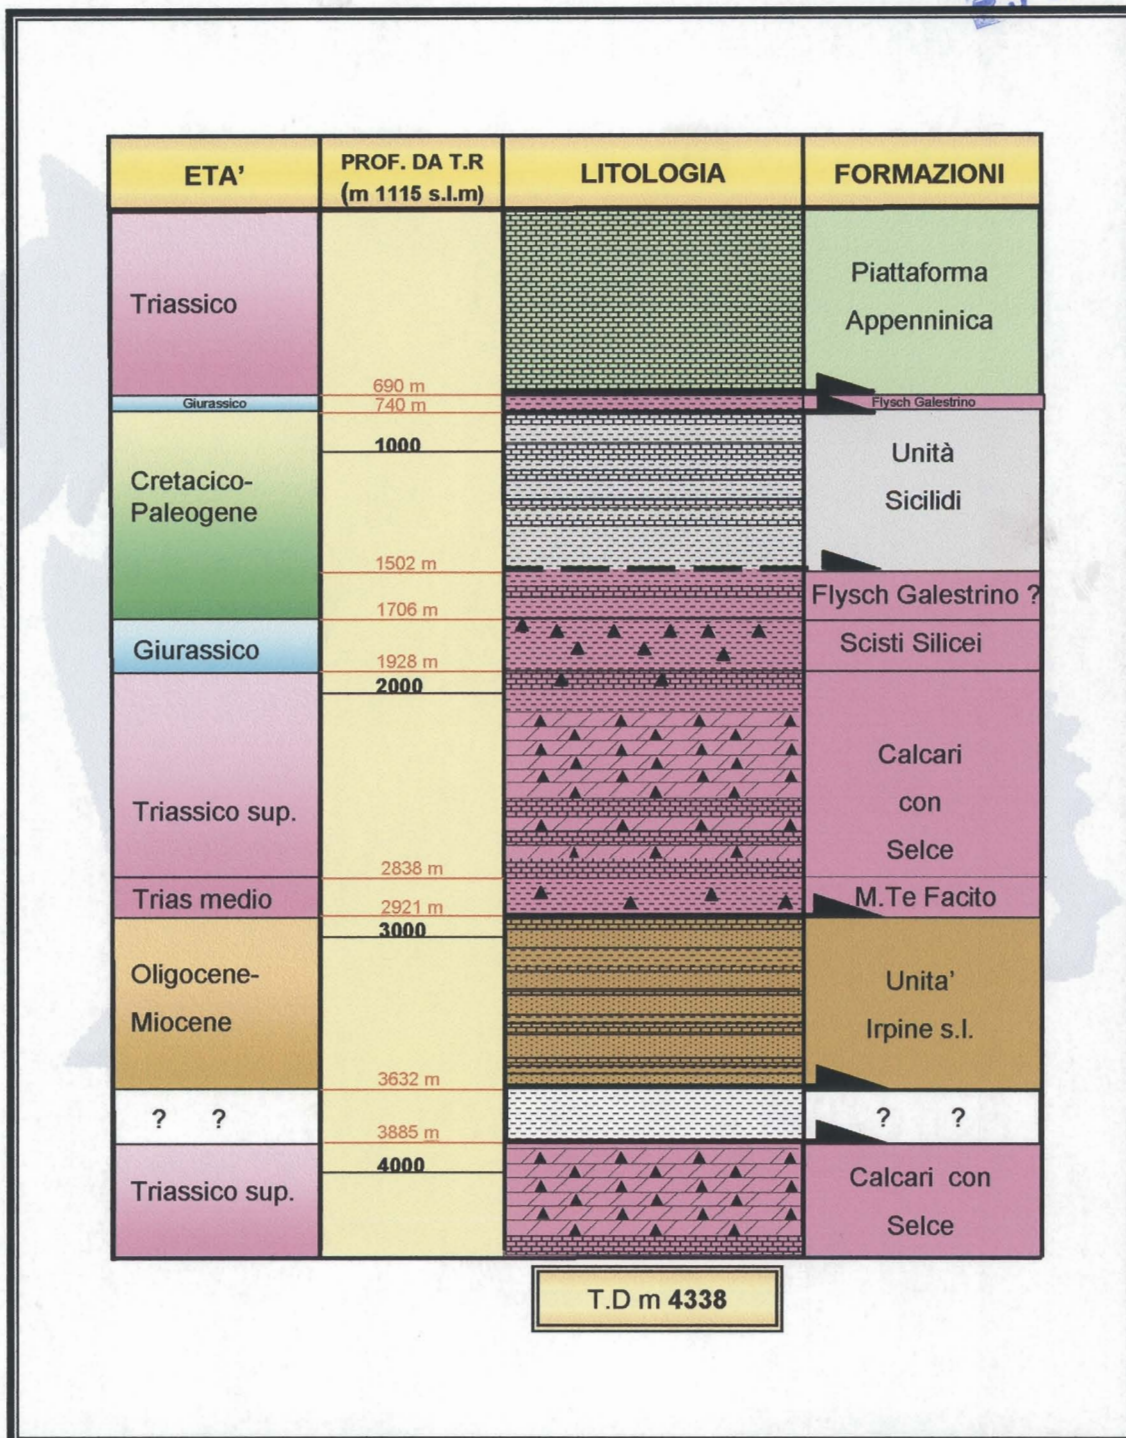 ETA'
PROF. DA T.R
(m 1115 s.l.m)
LITOLOGIA
FORMAZIONI
Triassico
Piattaforma
Appenninica
690 m
Giurassico
740 m
Flysch Galestrino
1000
Cretacico-
Paleogene
Unità
Sicilidi
1502 m
Flysch Galestrino ?
1706 m
Giurassico
Scisti Silicei
1928 m
2000
Triassico sup.
Calcari
con
Selce
2838 m
Trias medio
M.Te Facito
2921 m
3000
Oligocene-
Miocene
Unita'
Irpine s.l.
3632 m
? ?
? ?
3885 m
4000
Triassico sup.
Calcari con
Selce
T.D m 4338